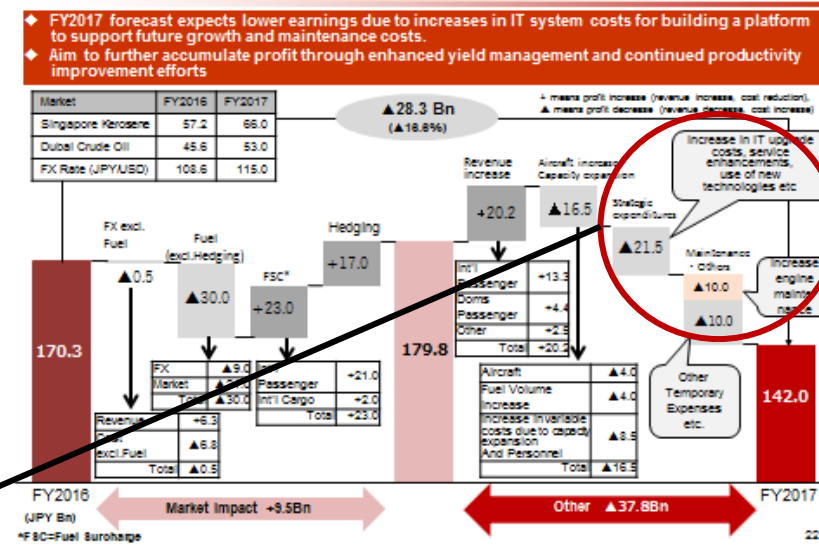 ◆ FY2017 forecast expects lower earnings due to increases in IT system costs for building a platform
to support future growth and maintenance costs.
◆ Aim to further accumulate profit through enhanced yield management and continued productivity
improvement efforts
Market FY2016 FY2017
Singapore Kerosene 57.2 66.0
Dubai Crude Oil 45.6 53.0
FX Rate (JPY/USD) 108.6 115.0
▲28.3 Bn
(▲16.6%)
+ means profit increase (revenue increase, cost reduction),
▲ means profit decrease (revenue decrease, cost increase)
Increase in IT upgrade
costs, service
enhancements,
use of new
technologies etc
Revenue
increase
Aircraft increase
Capacity expansion
Strategic
expenditures
Maintenance
・Others
Increase
engine
mainte
nance
FX excl.
Fuel
Fuel
(excl.Hedging)
FSC*
Hedging
▲0.5
▲30.0
+23.0
+17.0
+20.2
▲16.5
▲21.5
▲10.0
▲10.0
170.3
179.8
142.0
Other
Temporary
Expenses
etc.
Int'l
Passenger +13.3
Doms
Passenger +4.4
Other
Total +20.2
FX ▲9.0
Market
Total ▲30.0
Passenger +21.0
Int'l Cargo +2.0
Total +23.0
Revenue +6.3
excl.Fuel ▲6.8
Total ▲0.5
Aircraft ▲4.0
Fuel Volume
Increase ▲4.0
Increase in variable
costs due to capacity
expansion
And Personnel ▲8.5
Total ▲16.5
FY2016
(JPY Bn)
Market Impact +9.5Bn
Other ▲37.8Bn
FY2017
*FSC=Fuel Surcharge
22